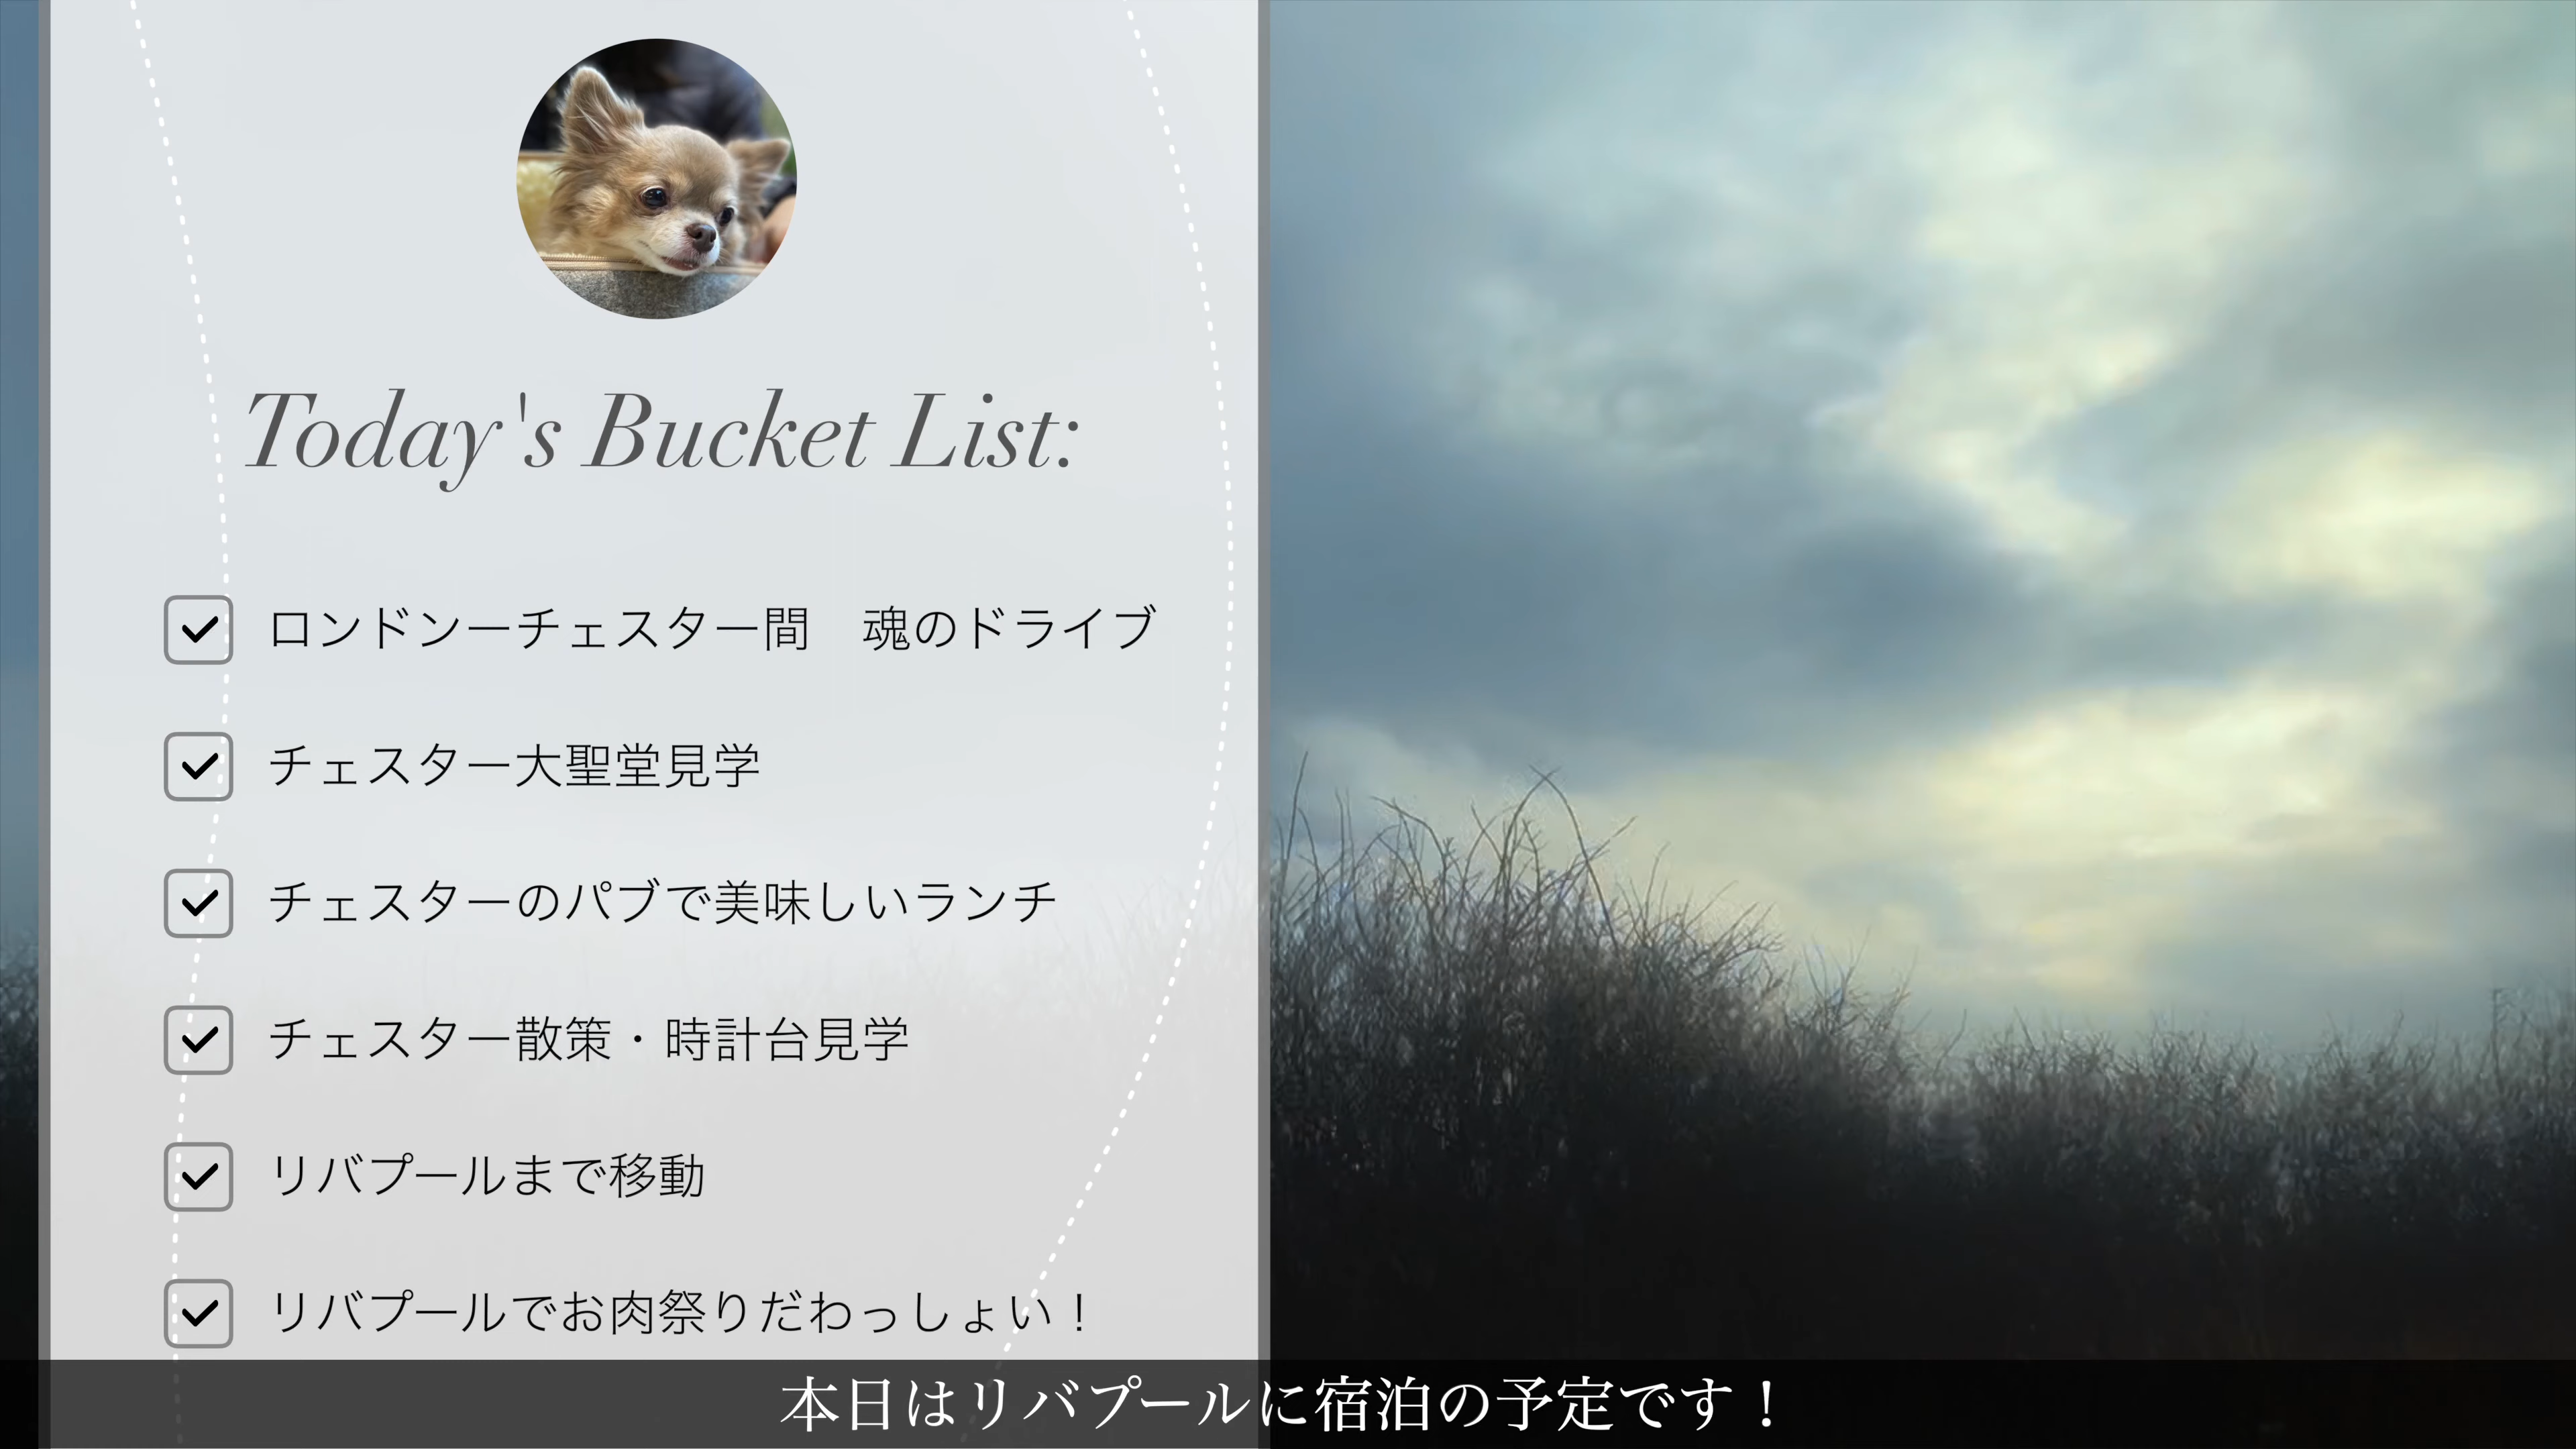 Today's Bucket List:
ロンドンーチェスター間　魂のドライブ
チェスター大聖堂見学
チェスターのパブで美味しいランチ
チェスター散策・時計台見学
リバプールまで移動
リバプールでお肉祭りだわっしょい！
本日はリバプールに宿泊の予定です！